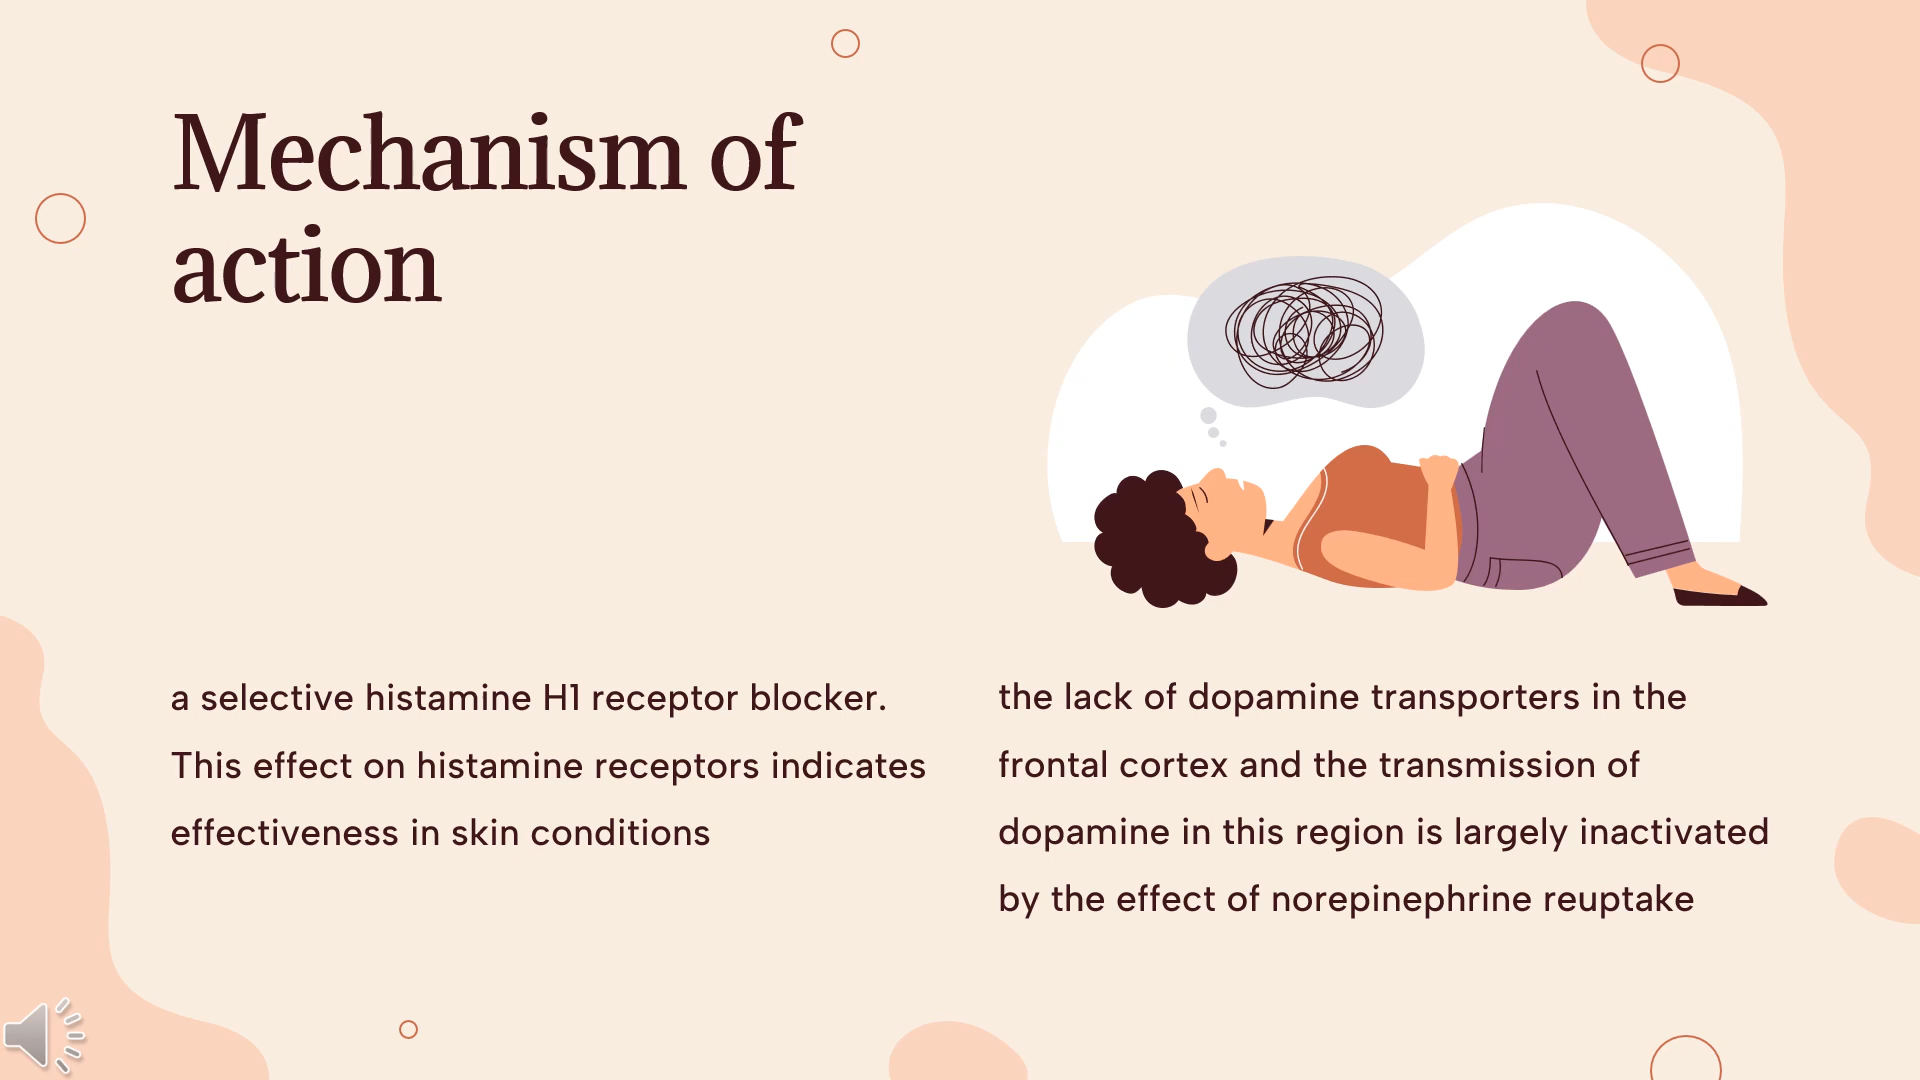 Mechanism of
action
a selective histamine H1 receptor blocker.
This effect on histamine receptors indicates
effectiveness in skin conditions
the lack of dopamine transporters in the
frontal cortex and the transmission of
dopamine in this region is largely inactivated
by the effect of norepinephrine reuptake